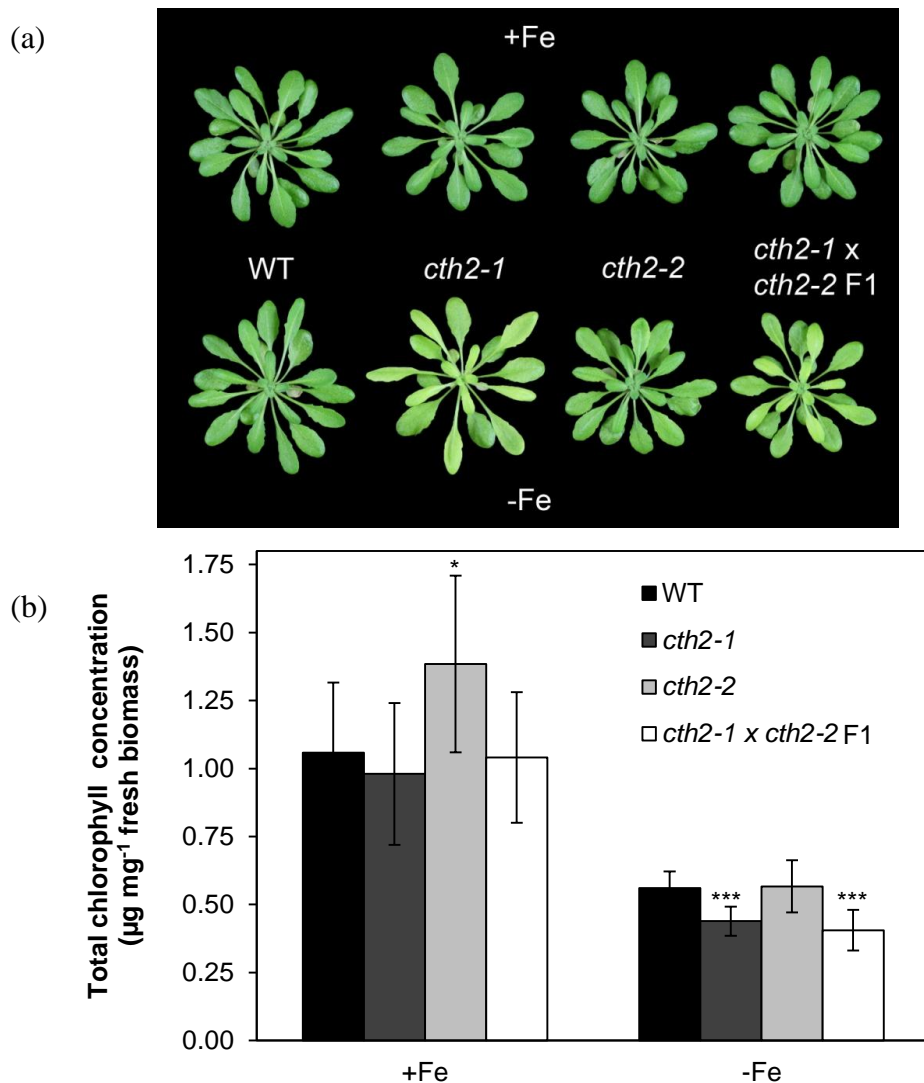 (a)
+Fe
WT
cth2-1
cth2-2
cth2-1 x
cth2-2 F1
-Fe
(b)
Total chlorophyll concentration
(µg mg-1 fresh biomass)
1.75
1.50
1.25
1.00
0.75
0.50
0.25
0.00
*
***
***
WT
cth2-1
cth2-2
cth2-1 x cth2-2 F1
+Fe
-Fe